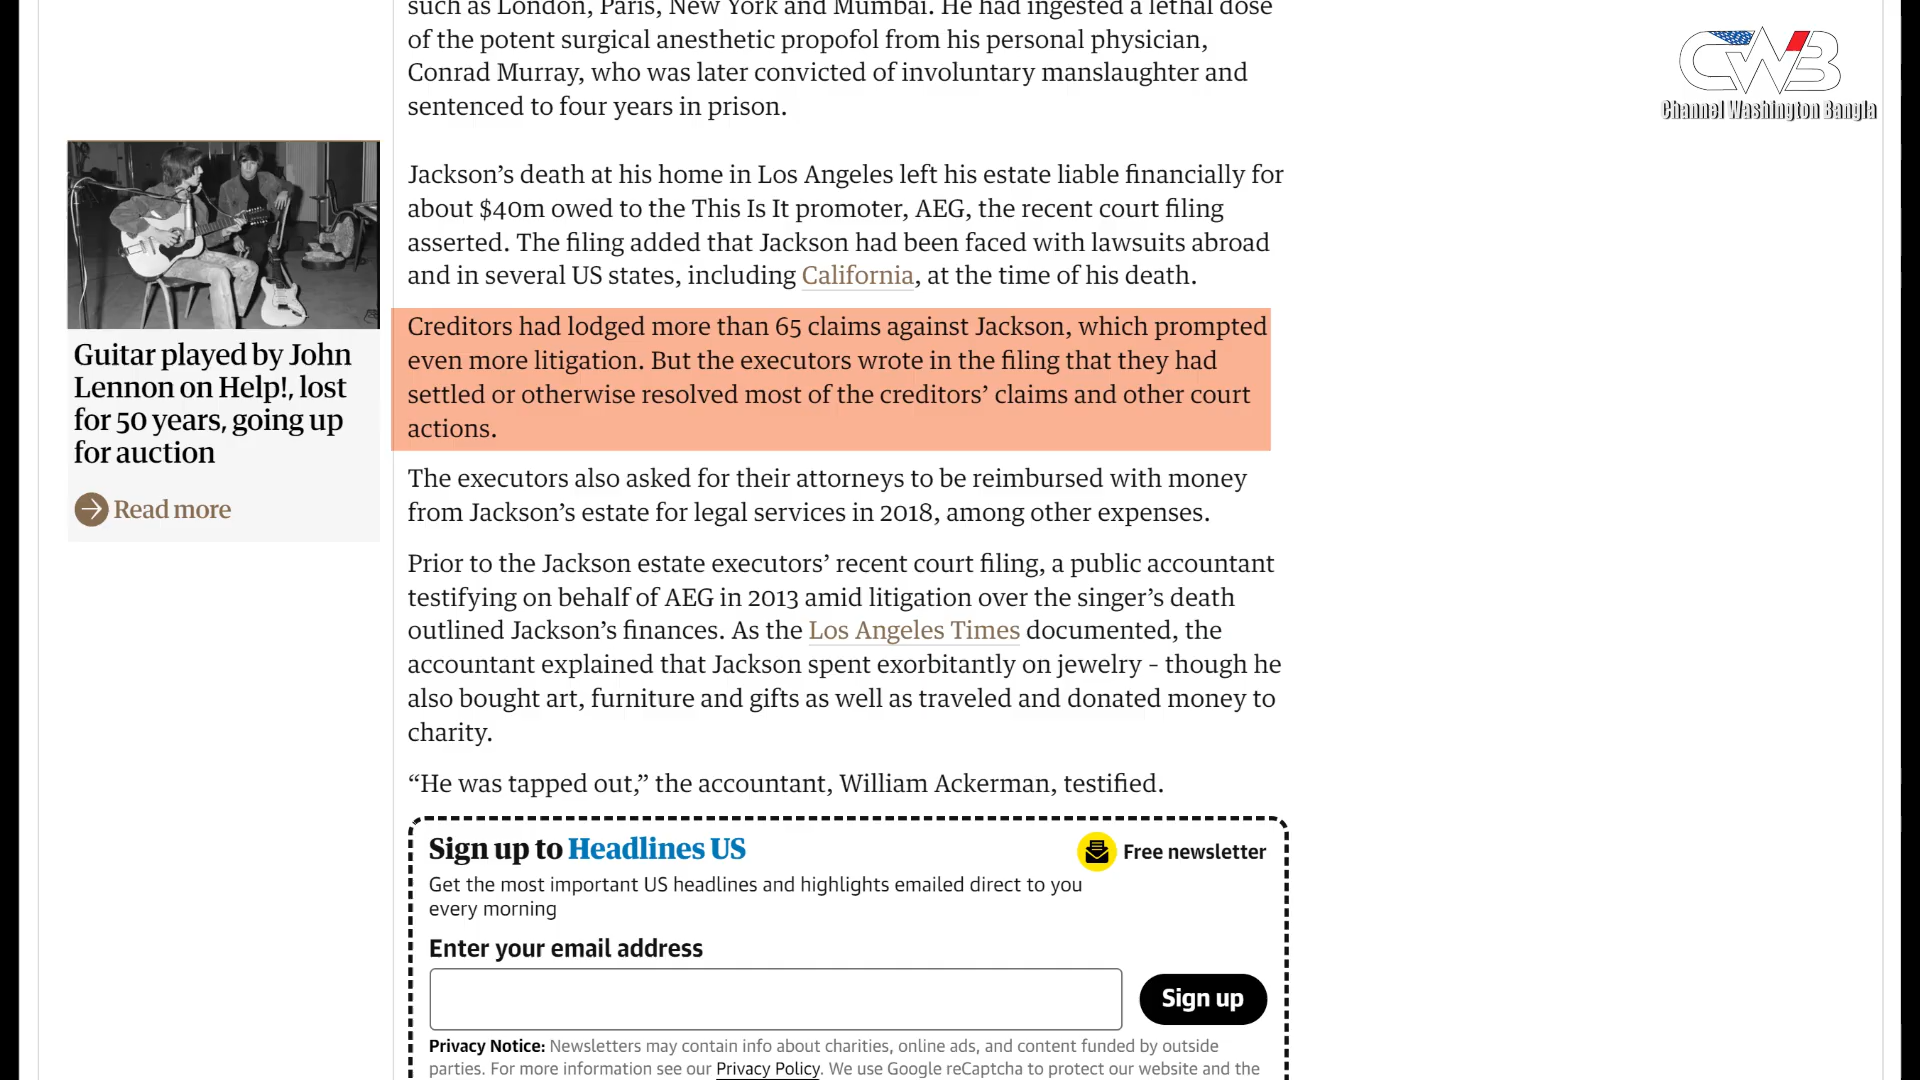 such as London, Paris, New York and Mumbai. He had ingested a lethal dose
of the potent surgical anesthetic propofol from his personal physician,
Conrad Murray, who was later convicted of involuntary manslaughter and
sentenced to four years in prison.
CWB
Channel Washington Bangla
Jackson’s death at his home in Los Angeles left his estate liable financially for
about $40m owed to the This Is It promoter, AEG, the recent court filing
asserted. The filing added that Jackson had been faced with lawsuits abroad
and in several US states, including California, at the time of his death.
Creditors had lodged more than 65 claims against Jackson, which prompted
even more litigation. But the executors wrote in the filing that they had
settled or otherwise resolved most of the creditors’ claims and other court
actions.
Guitar played by John
Lennon on Help!, lost
for 50 years, going up
for auction
Read more
The executors also asked for their attorneys to be reimbursed with money
from Jackson’s estate for legal services in 2018, among other expenses.
Prior to the Jackson estate executors’ recent court filing, a public accountant
testifying on behalf of AEG in 2013 amid litigation over the singer’s death
outlined Jackson’s finances. As the Los Angeles Times documented, the
accountant explained that Jackson spent exorbitantly on jewelry – though he
also bought art, furniture and gifts as well as traveled and donated money to
charity.
“He was tapped out,” the accountant, William Ackerman, testified.
Sign up to Headlines US
Free newsletter
Get the most important US headlines and highlights emailed direct to you
every morning
Enter your email address
Sign up
Privacy Notice: Newsletters may contain info about charities, online ads, and content funded by outside
parties. For more information see our Privacy Policy. We use Google reCaptcha to protect our website and the